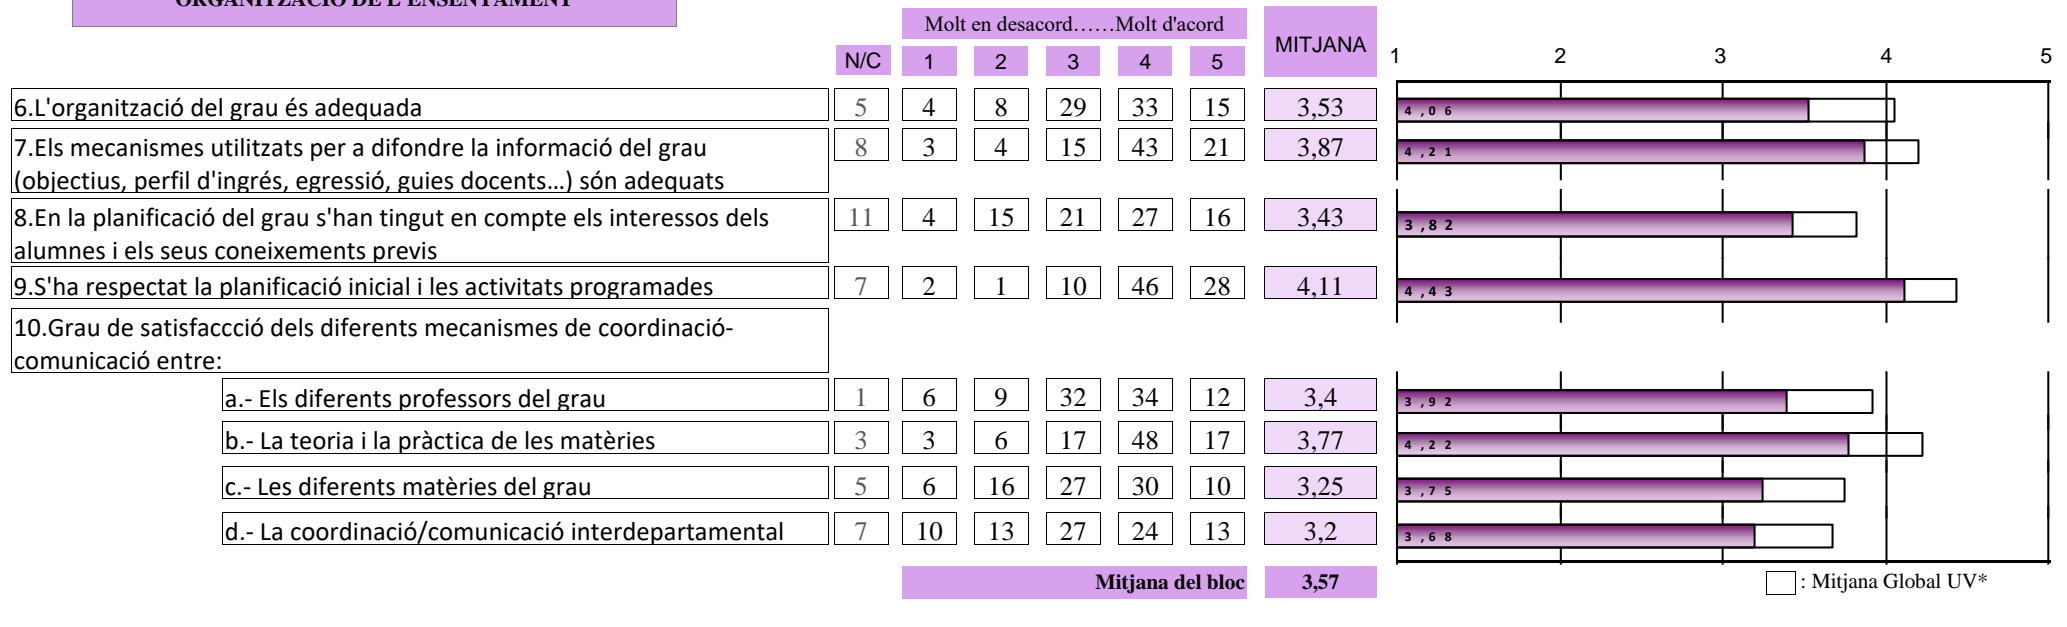 ORGANITZACIÓ DE L'ENSENYAMENT
Molt en desacord……Molt d'acord
MITJANA
N/C 1 2 3 4 5
1 2 3 4 5
6.L'organització del grau és adequada 5 4 8 29 33 15 3,53 4,06
7.Els mecanismes utilitzats per a difondre la informació del grau 8 3 4 15 43 21 3,87 4,21
(objectius, perfil d'ingrés, egressió, guies docents…) són adequats
8.En la planificació del grau s'han tingut en compte els interessos dels 11 4 15 21 27 16 3,43 3,82
alumnes i els seus coneixements previs
9.S'ha respectat la planificació inicial i les activitats programades 7 2 1 10 46 28 4,11 4,43
10.Grau de satisfaccció dels diferents mecanismes de coordinació-
comunicació entre:
a.- Els diferents professors del grau 1 6 9 32 34 12 3,4 3,92
b.- La teoria i la pràctica de les matèries 3 3 6 17 48 17 3,77 4,22
c.- Les diferents matèries del grau 5 6 16 27 30 10 3,25 3,75
d.- La coordinació/comunicació interdepartamental 7 10 13 27 24 13 3,2 3,68
Mitjana del bloc 3,57
: Mitjana Global UV*